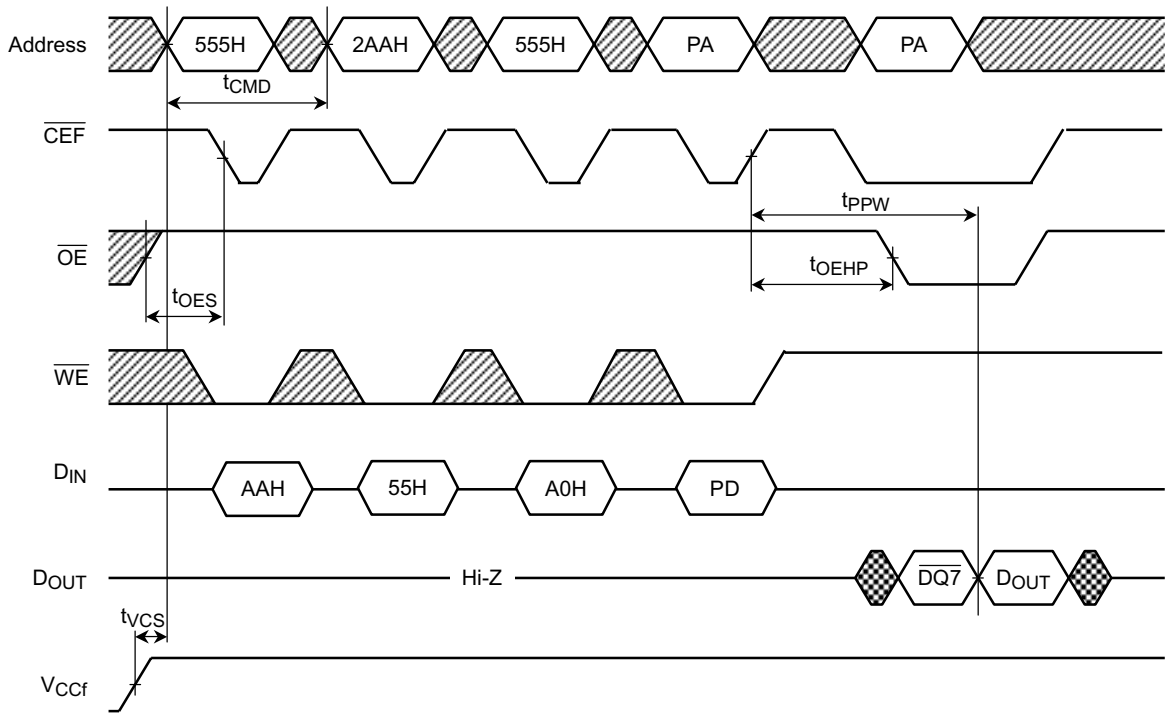 Address 555H 2AAH 555H PA PA
tCMD
CEF
tPPW
OE
tOEHP
tOES
WE
DIN
AAH 55H A0H PD
DOUT Hi-Z DQ7 DOUT
tVCS
VCCf